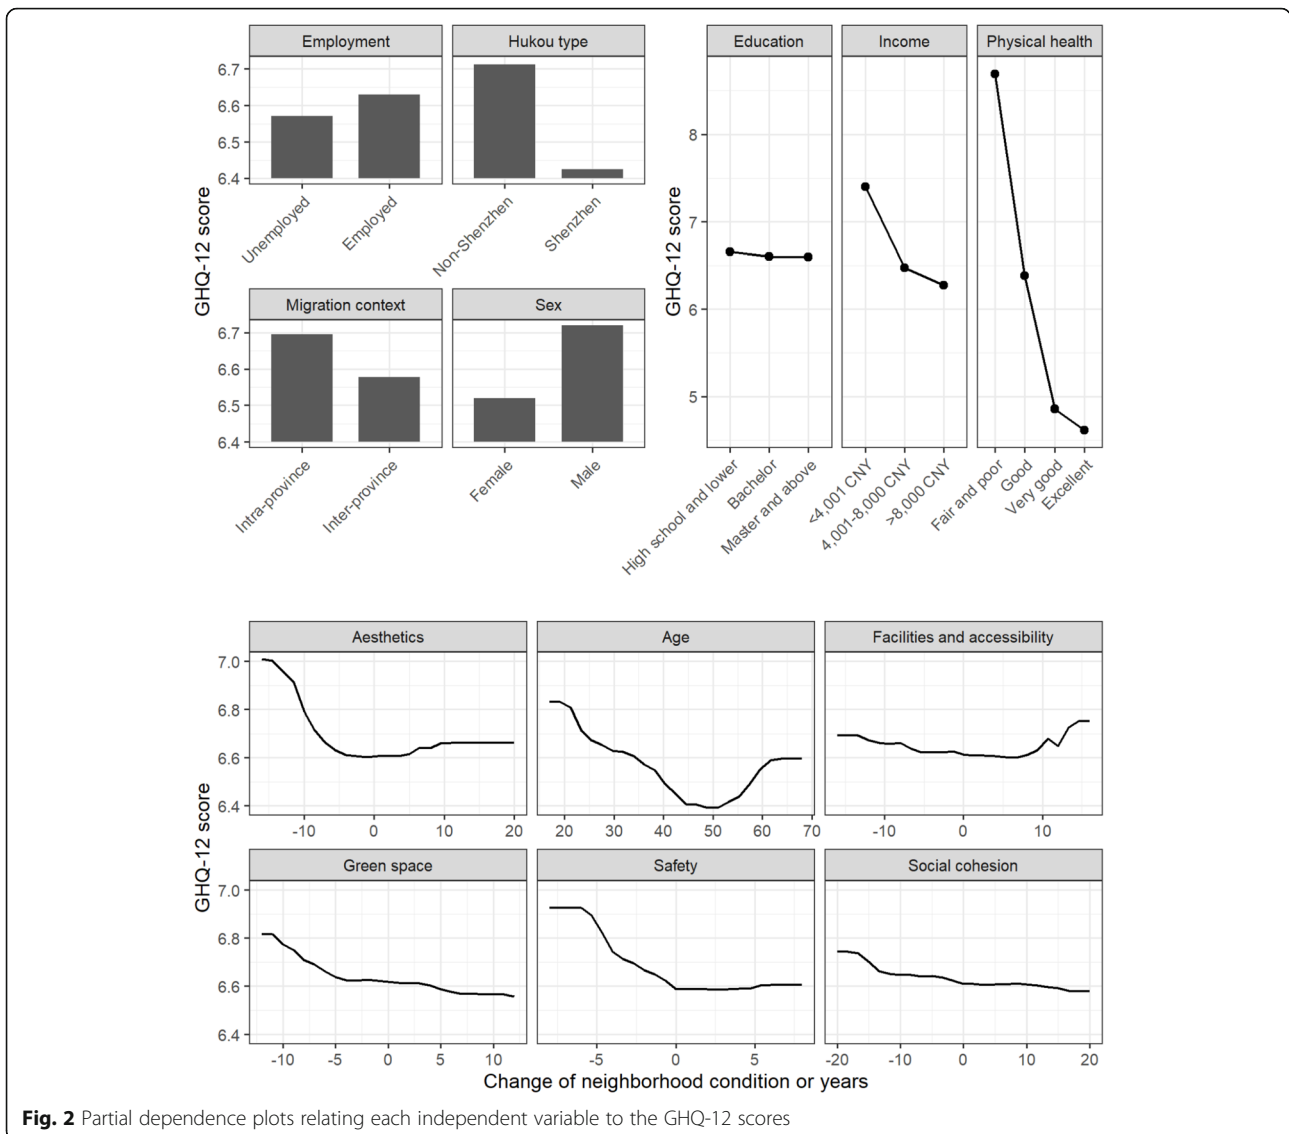 Employment
Hukou type
6.7
6.6
6.5
6.4
Unemployed
Employed
Non-Shenzhen
Shenzhen
GHQ-12 score
Migration context
Sex
6.7
6.6
6.5
6.4
Intra-province
Inter-province
Female
Male
Education
Income
Physical health
GHQ-12 score
8
7
6
5
High school and lower
Bachelor
Master and above
<4,001 CNY
4,001-8,000 CNY
>8,000 CNY
Fair and poor
Good
Very good
Excellent
Aesthetics
Age
Facilities and accessibility
7.0
6.8
6.6
6.4
-10 0 10 20
20 30 40 50 60 70
-10 0 10
GHQ-12 score
Green space
Safety
Social cohesion
7.0
6.8
6.6
6.4
-10 -5 0 5 10
-5 0 5
-20 -10 0 10 20
Change of neighborhood condition or years
Fig. 2 Partial dependence plots relating each independent variable to the GHQ-12 scores